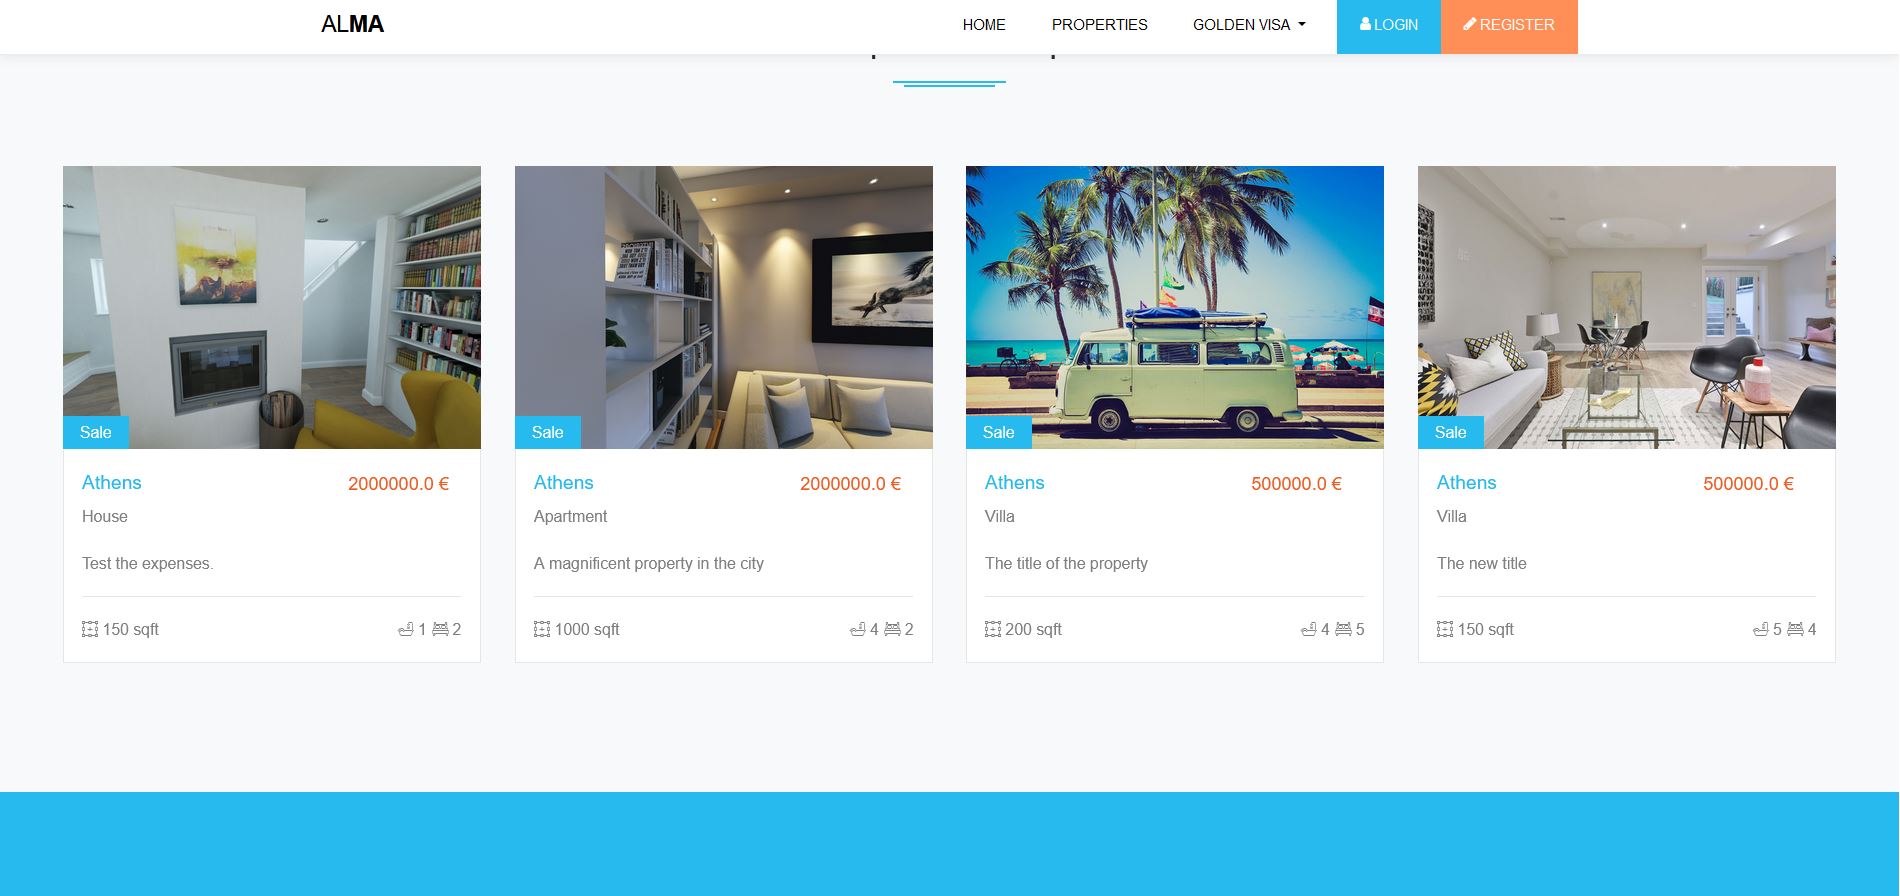 ALMA
HOME PROPERTIES GOLDEN VISA LOGIN REGISTER
Sale Sale Sale Sale
Athens 2000000.0 € Athens 2000000.0 € Athens 500000.0 € Athens 500000.0 €
House Apartment Villa Villa
Test the expenses. A magnificent property in the city The title of the property The new title
150 sqft 1 2 1000 sqft 4 2 200 sqft 4 5 150 sqft 5 4